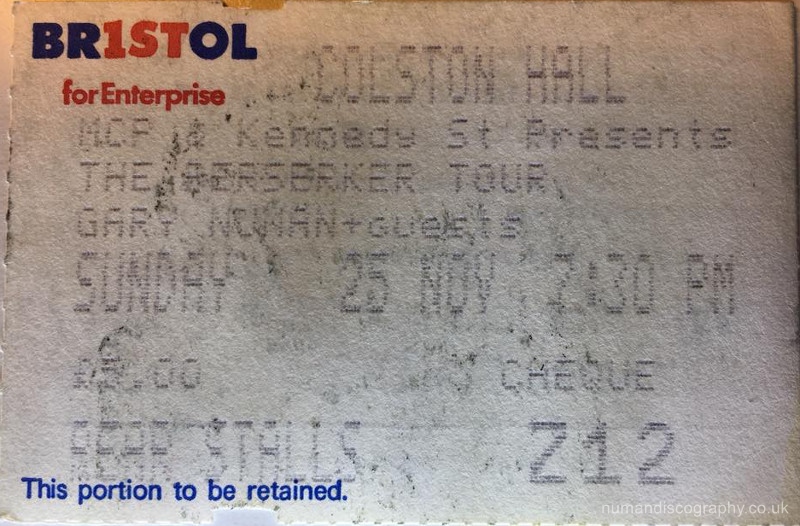 BR1STOL
for Enterprise
COLSTON HALL
MCP & Kennedy St Presents
THE BERSERKER TOUR
GARY NUMAN+Guests
SUNDAY 25 NOV 7:30 PM
CHEQUE
REAR STALLS Z12
This portion to be retained.
numandiscography.co.uk